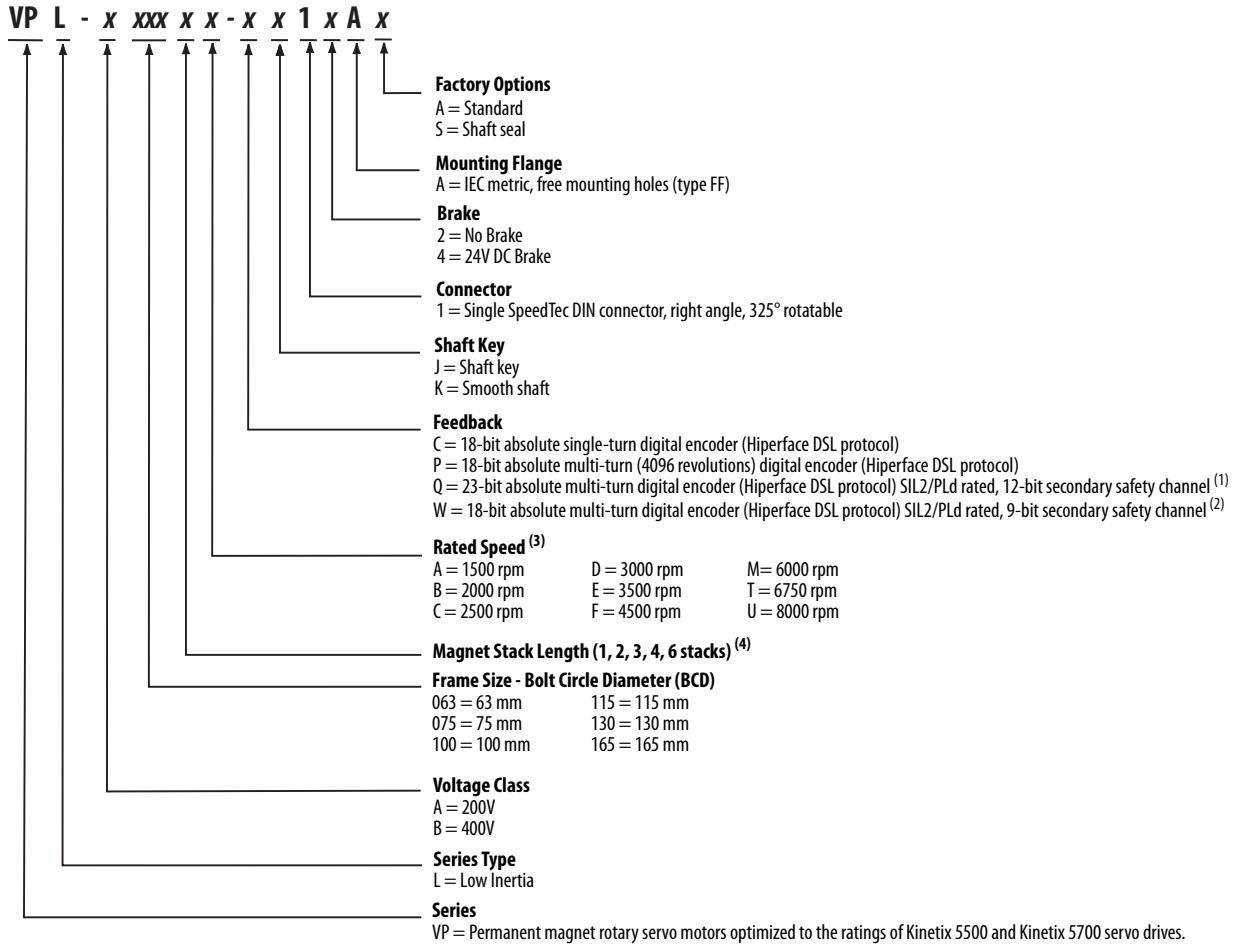 VP L - x xxx x x - x x 1 x A x
Factory Options
A = Standard
S = Shaft seal
Mounting Flange
A = IEC metric, free mounting holes (type FF)
Brake
2 = No Brake
4 = 24V DC Brake
Connector
1 = Single SpeedTec DIN connector, right angle, 325° rotatable
Shaft Key
J = Shaft key
K = Smooth shaft
Feedback
C = 18-bit absolute single-turn digital encoder (Hiperface DSL protocol)
P = 18-bit absolute multi-turn (4096 revolutions) digital encoder (Hiperface DSL protocol)
Q = 23-bit absolute multi-turn digital encoder (Hiperface DSL protocol) SIL2/PLd rated, 12-bit secondary safety channel (1)
W = 18-bit absolute multi-turn digital encoder (Hiperface DSL protocol) SIL2/PLd rated, 9-bit secondary safety channel (2)
Rated Speed (3)
A = 1500 rpm D = 3000 rpm M= 6000 rpm
B = 2000 rpm E = 3500 rpm T = 6750 rpm
C = 2500 rpm F = 4500 rpm U = 8000 rpm
Magnet Stack Length (1, 2, 3, 4, 6 stacks) (4)
Frame Size - Bolt Circle Diameter (BCD)
063 = 63 mm 115 = 115 mm
075 = 75 mm 130 = 130 mm
100 = 100 mm 165 = 165 mm
Voltage Class
A = 200V
B = 400V
Series Type
L = Low Inertia
Series
VP = Permanent magnet rotary servo motors optimized to the ratings of Kinetix 5500 and Kinetix 5700 servo drives.